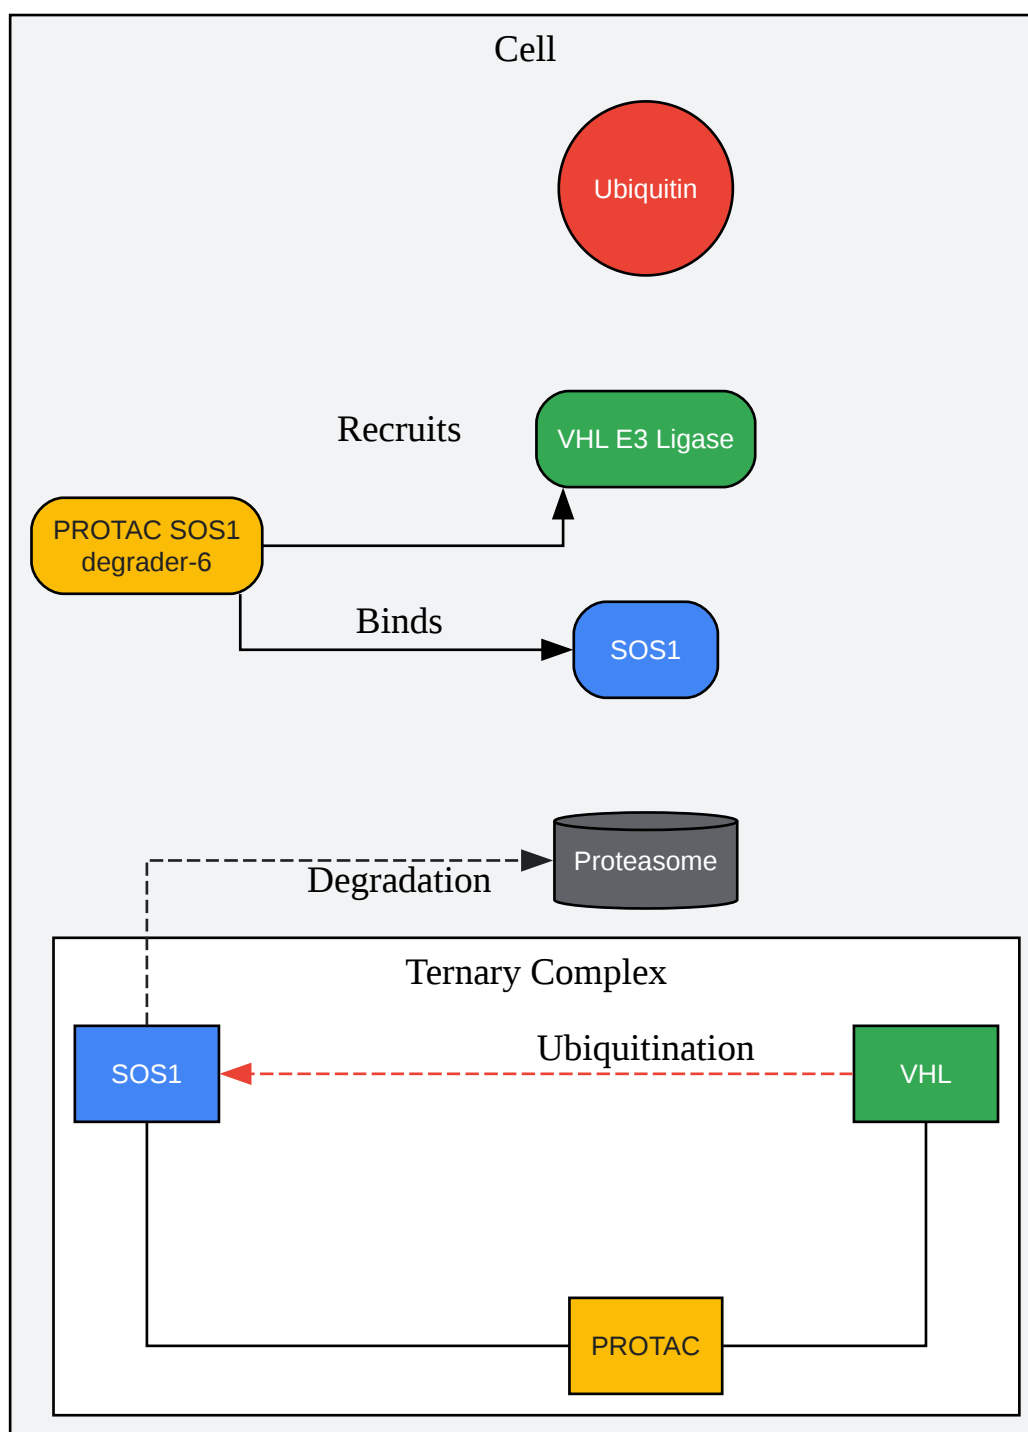 Cell
Ubiquitin
Recruits
VHL E3 Ligase
PROTAC SOS1
degrader-6
Binds
SOS1
Proteasome
Degradation
Ternary Complex
Ubiquitination
SOS1
VHL
PROTAC